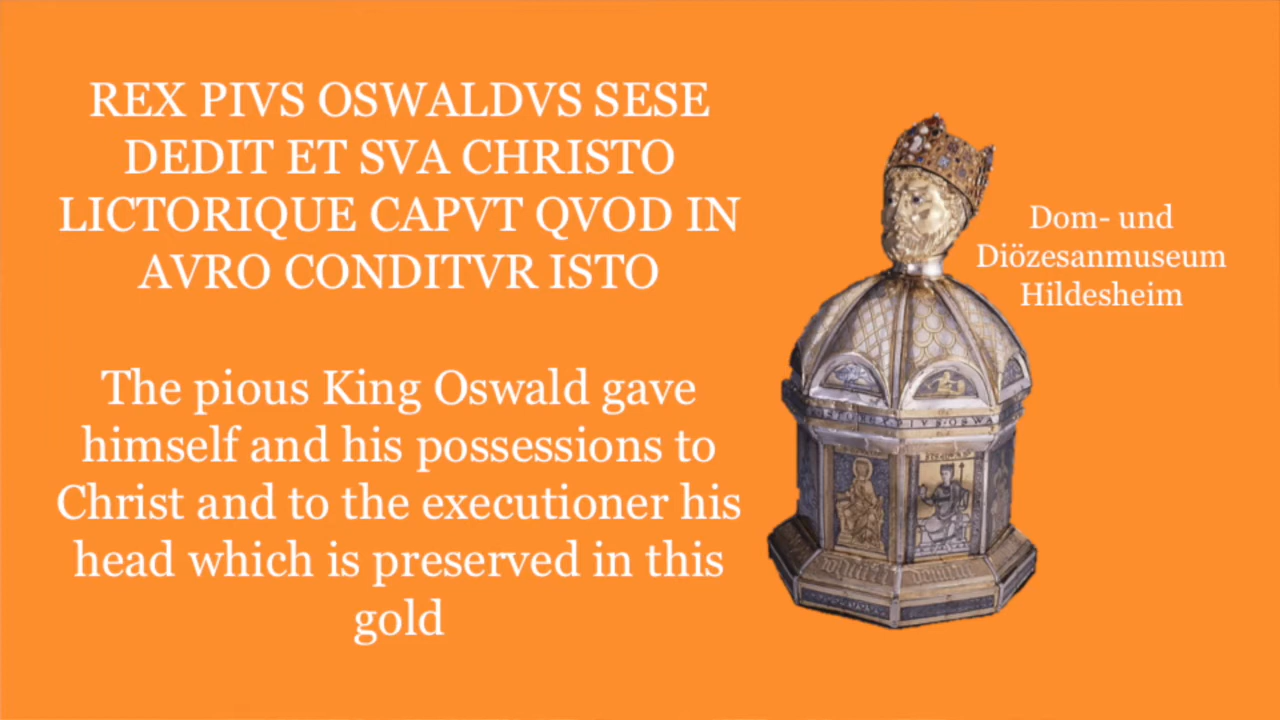 REX PIVS OSWALDVS SESE
DEDIT ET SVA CHRISTO
LICTORIQUE CAPVT QVOD IN
AVRO CONDITVR ISTO
The pious King Oswald gave
himself and his possessions to
Christ and to the executioner his
head which is preserved in this
gold
Dom- und
Diözesanmuseum
Hildesheim